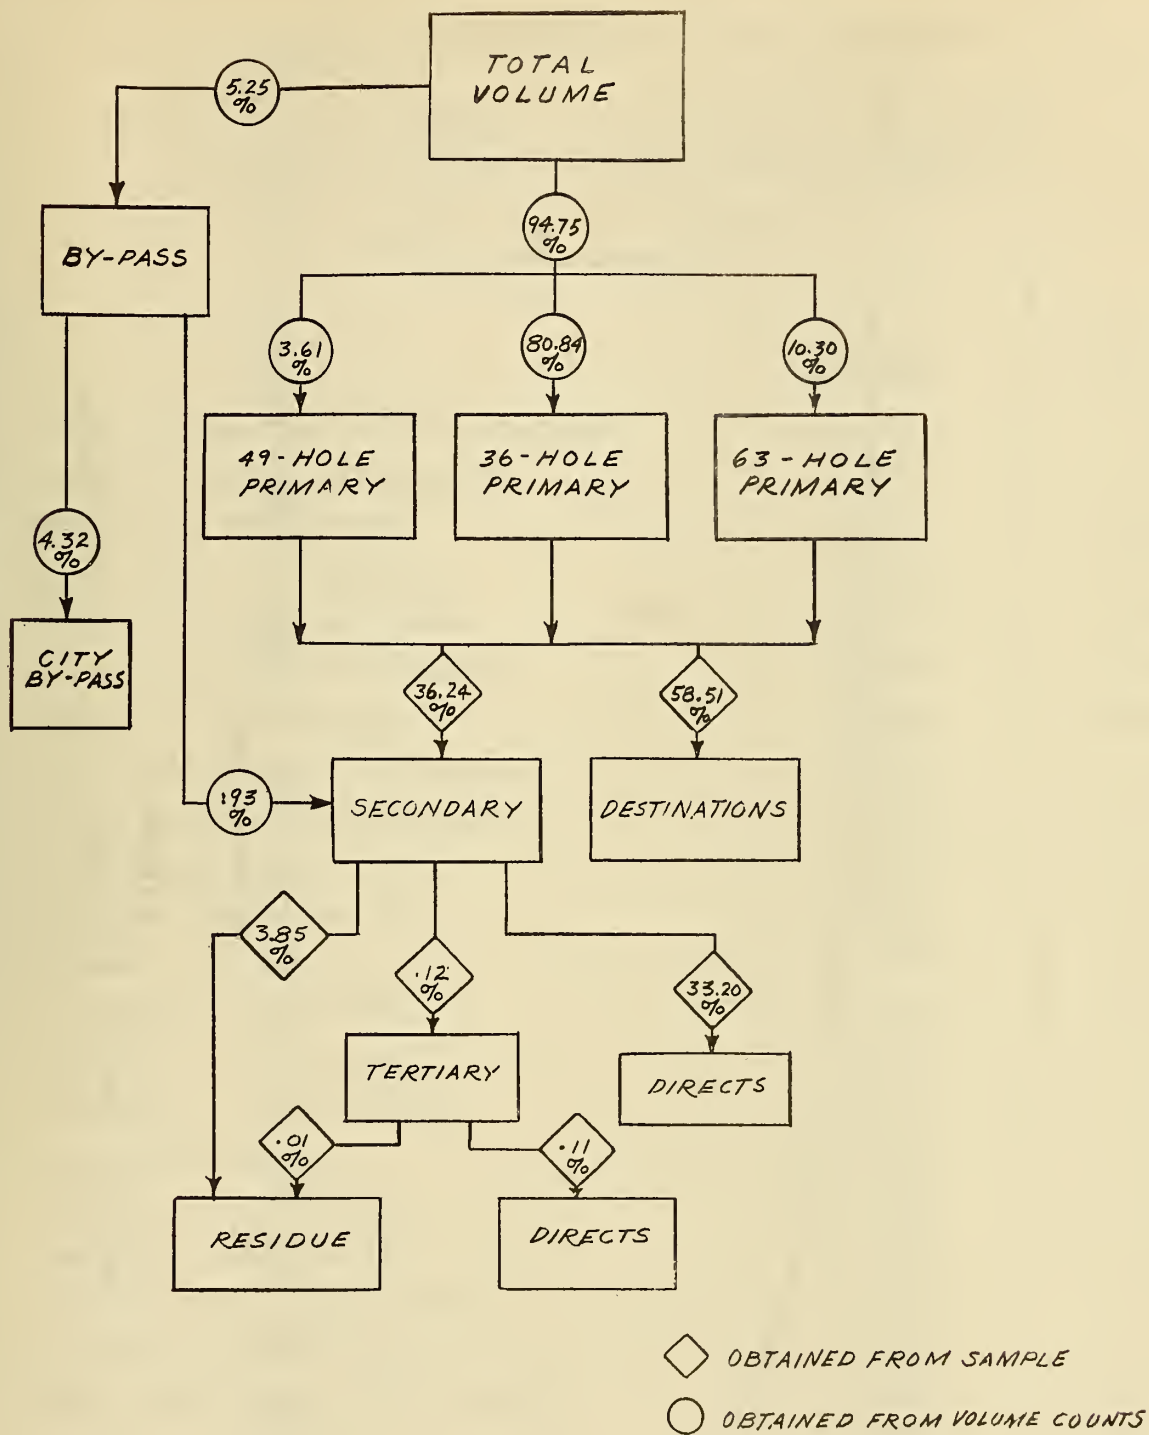 TOTAL
VOLUME
5.25
%
94.75
%
BY-PASS
3.61
%
80.84
%
10.30
%
49-HOLE
PRIMARY
36-HOLE
PRIMARY
63-HOLE
PRIMARY
4.32
%
CITY
BY-PASS
36.24
%
58.51
%
.93
%
SECONDARY
DESTINATIONS
3.85
%
.12
%
33.20
%
TERTIARY
DIRECTS
.01
%
.11
%
RESIDUE
DIRECTS
OBTAINED FROM SAMPLE
OBTAINED FROM VOLUME COUNTS